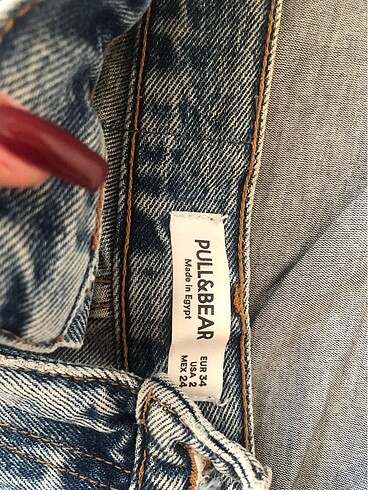 PULL&BEAR
Made in Egypt
EUR 34
USA 2
MEX 24